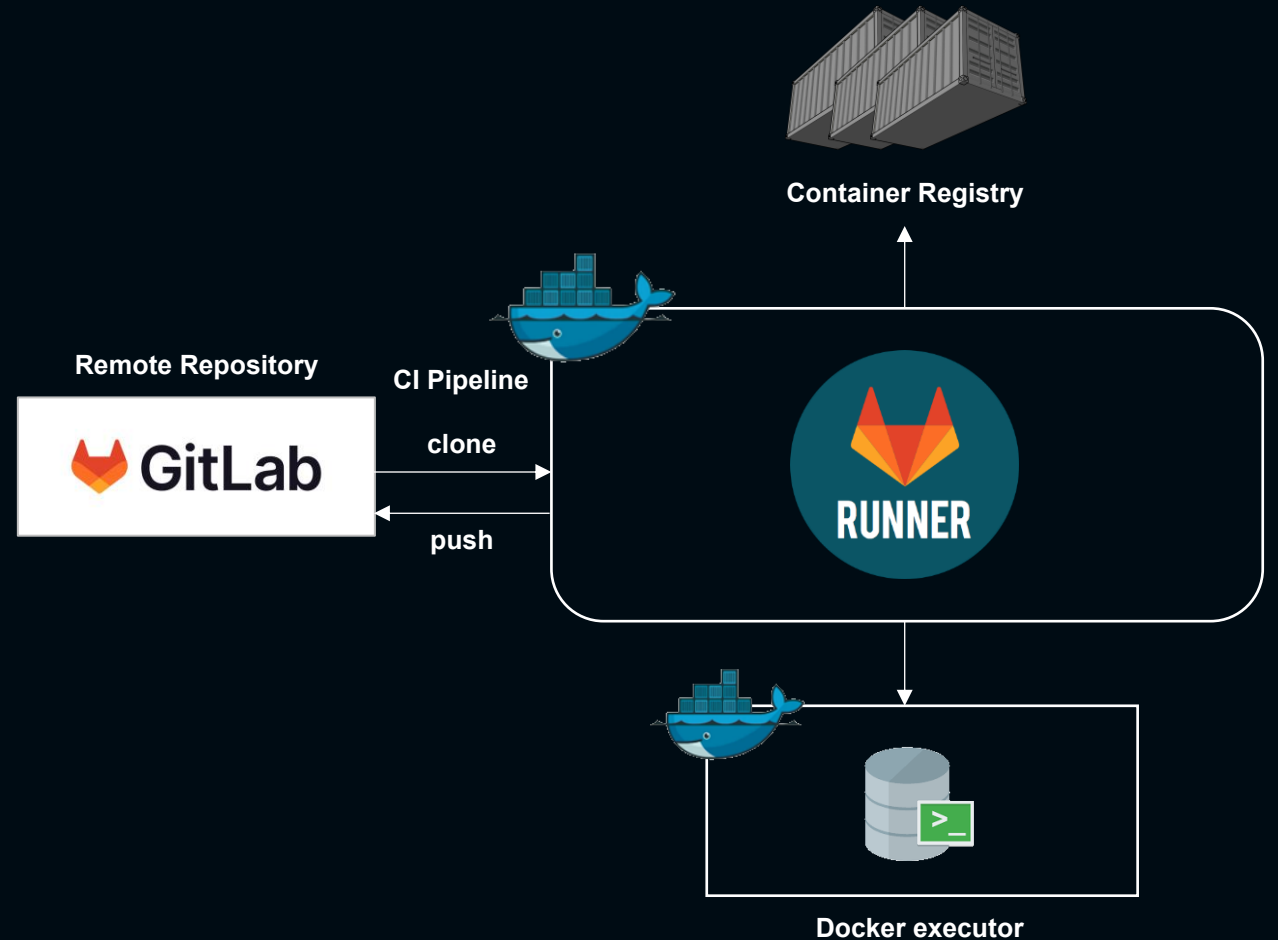 Container Registry
Remote Repository
CI Pipeline
GitLab
clone
push
RUNNER
>_
Docker executor